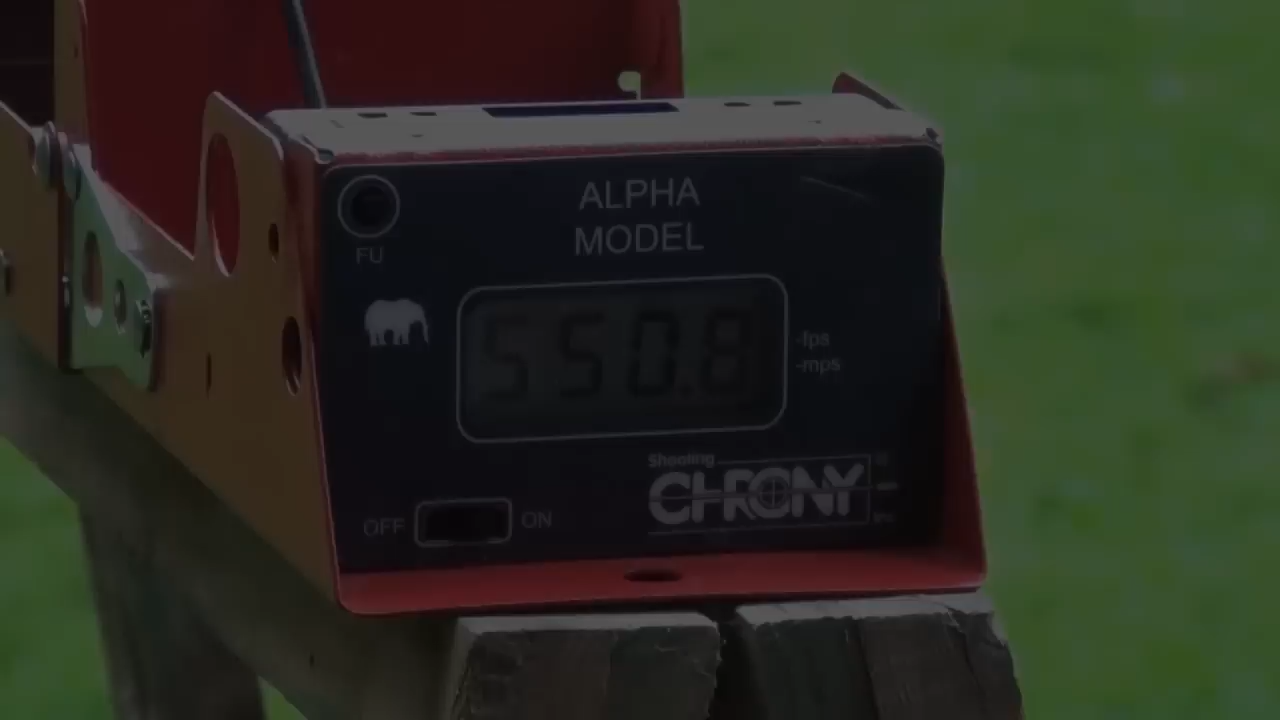 ALPHA
MODEL
FU
550.8
-fps
-mps
Shooting
CHRONY
OFF
ON